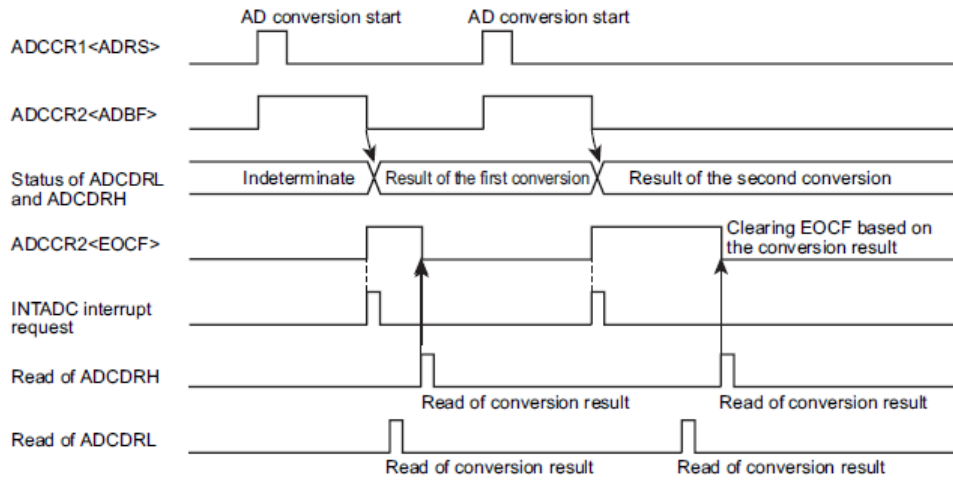 AD conversion start AD conversion start
ADCCR1<ADRS>
ADCCR2<ADBF>
Status of ADCDRL
and ADCDRH
Indeterminate Result of the first conversion Result of the second conversion
ADCCR2<EOCF>
Clearing EOCF based on
the conversion result
INTADC interrupt
request
Read of ADCDRH
Read of conversion result Read of conversion result
Read of ADCDRL
Read of conversion result Read of conversion result